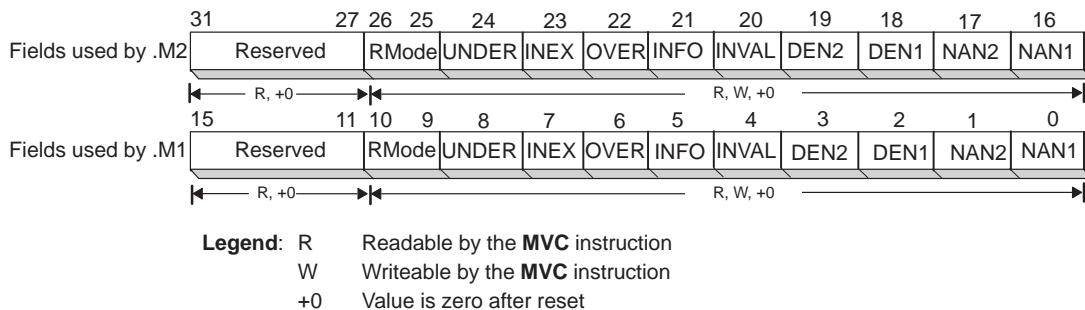 31 27 26 25 24 23 22 21 20 19 18 17 16
Fields used by .M2 Reserved RMode UNDER INEX OVER INFO INVAL DEN2 DEN1 NAN2 NAN1
R, +0 R, W, +0
15 11 10 9 8 7 6 5 4 3 2 1 0
Fields used by .M1 Reserved RMode UNDER INEX OVER INFO INVAL DEN2 DEN1 NAN2 NAN1
R, +0 R, W, +0
Legend: R Readable by the MVC instruction
W Writeable by the MVC instruction
+0 Value is zero after reset